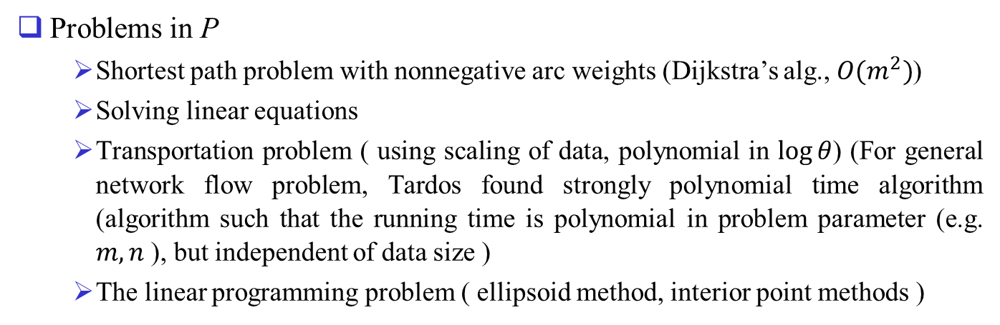 ❑ Problems in P
➢ Shortest path problem with nonnegative arc weights (Dijkstra's alg., O(m²))
➢ Solving linear equations
➢ Transportation problem ( using scaling of data, polynomial in log θ) (For general
network flow problem, Tardos found strongly polynomial time algorithm
(algorithm such that the running time is polynomial in problem parameter (e.g.
m, n ), but independent of data size )
➢ The linear programming problem ( ellipsoid method, interior point methods )